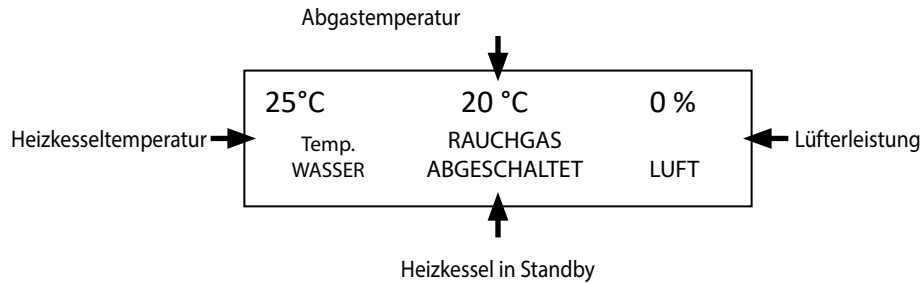 Abgastemperatur
25°C 20 °C 0 %
Heizkesseltemperatur Temp. RAUCHGAS Lüfterleistung
WASSER ABGESCHALTET LUFT
Heizkessel in Standby